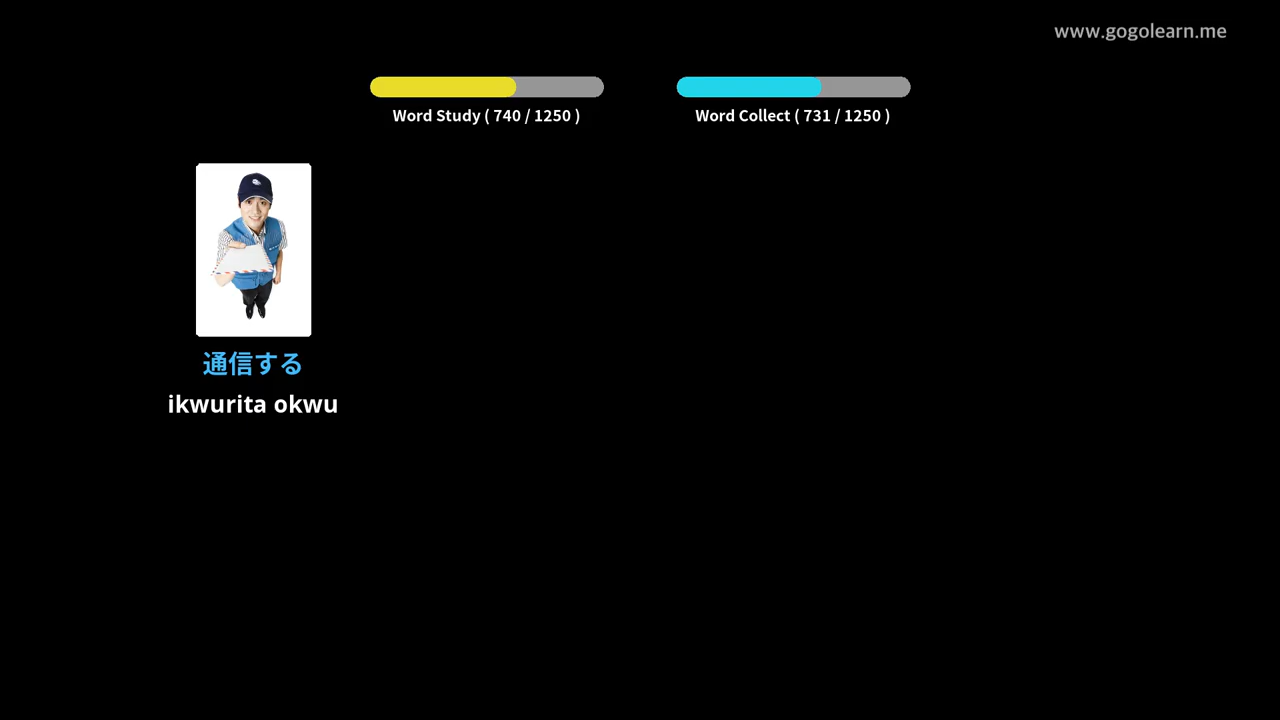 www.gogolearn.me
Word Study ( 740 / 1250 )
Word Collect ( 731 / 1250 )
通信する
ikwurita okwu